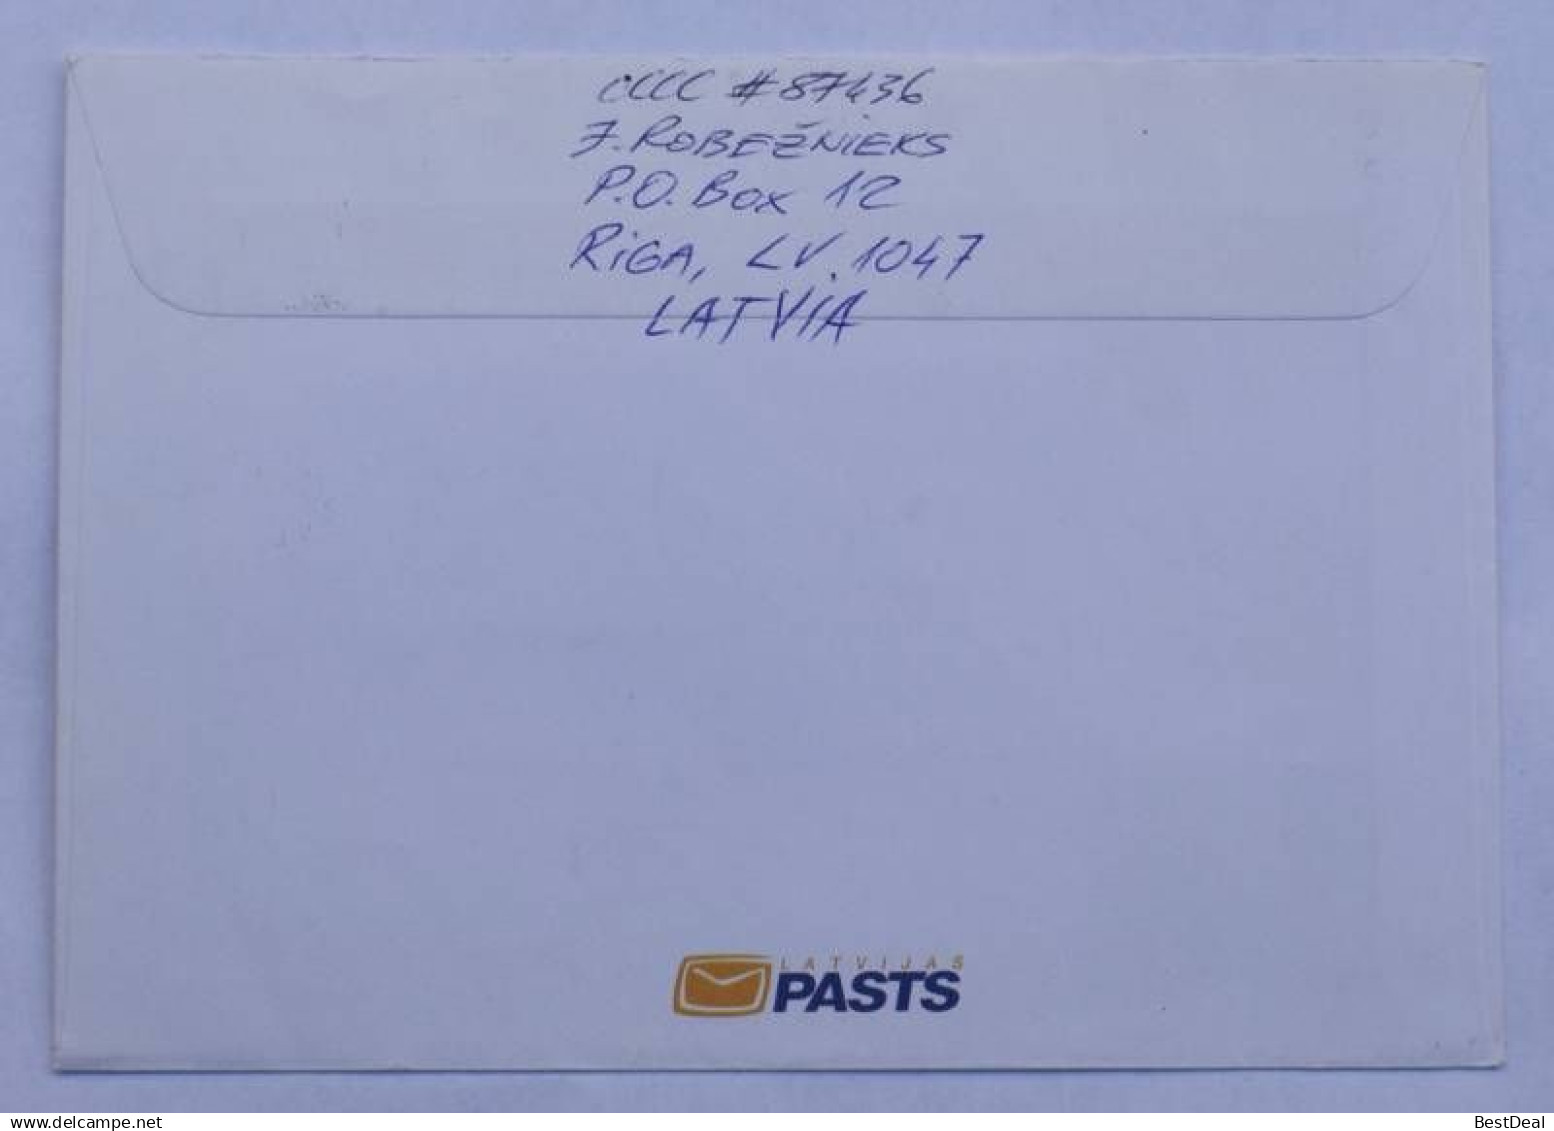 CCCC #87436
J. ROBEŽNIEKS
P.O. Box 12
RiGA, LV.1047
LATViA
LATVIJAS
PASTS
www.delcampe.net
BestDeal